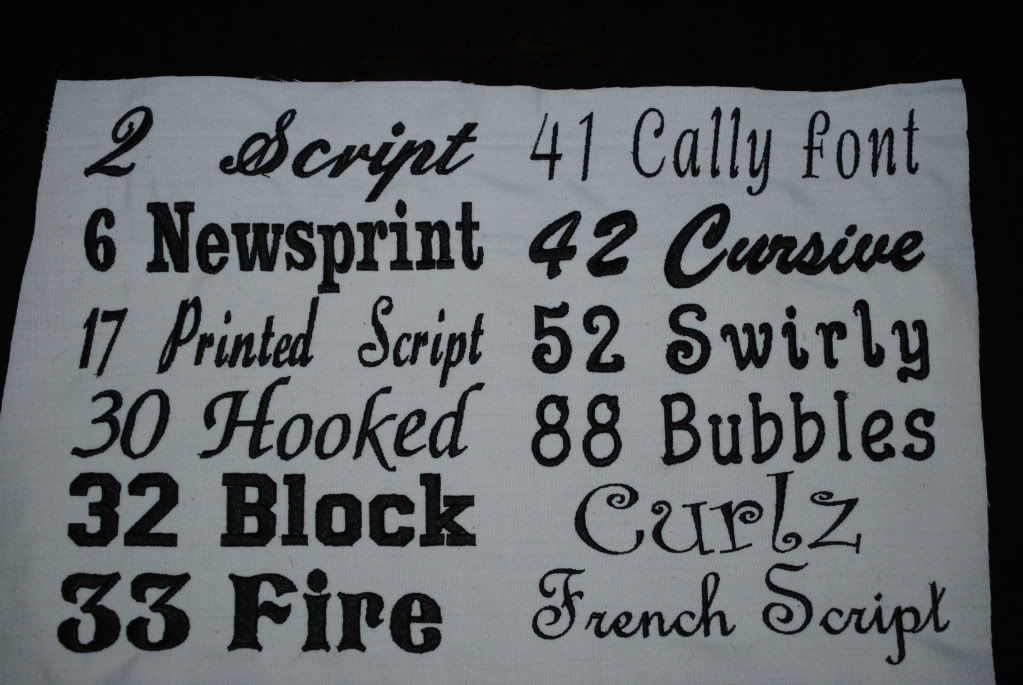 2 Script
6 Newsprint
17 Printed Script
30 Hooked
32 Block
33 Fire
41 Cally font
42 Cursive
52 Swirly
88 Bubbles
Curlz
French Script